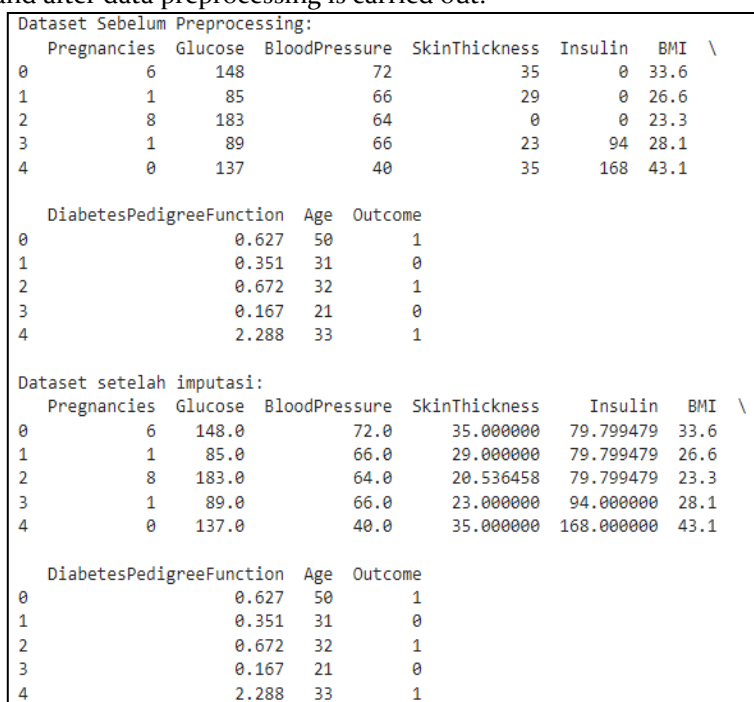 and after data preprocessing is carried out.
Dataset Sebelum Preprocessing:
Pregnancies Glucose BloodPressure SkinThickness Insulin BMI \
0 6 148 72 35 0 33.6
1 1 85 66 29 0 26.6
2 8 183 64 0 0 23.3
3 1 89 66 23 94 28.1
4 0 137 40 35 168 43.1
DiabetesPedigreeFunction Age Outcome
0 0.627 50 1
1 0.351 31 0
2 0.672 32 1
3 0.167 21 0
4 2.288 33 1
Dataset setelah imputasi:
Pregnancies Glucose BloodPressure SkinThickness Insulin BMI \
0 6 148.0 72.0 35.000000 79.799479 33.6
1 1 85.0 66.0 29.000000 79.799479 26.6
2 8 183.0 64.0 20.536458 79.799479 23.3
3 1 89.0 66.0 23.000000 94.000000 28.1
4 0 137.0 40.0 35.000000 168.000000 43.1
DiabetesPedigreeFunction Age Outcome
0 0.627 50 1
1 0.351 31 0
2 0.672 32 1
3 0.167 21 0
4 2.288 33 1